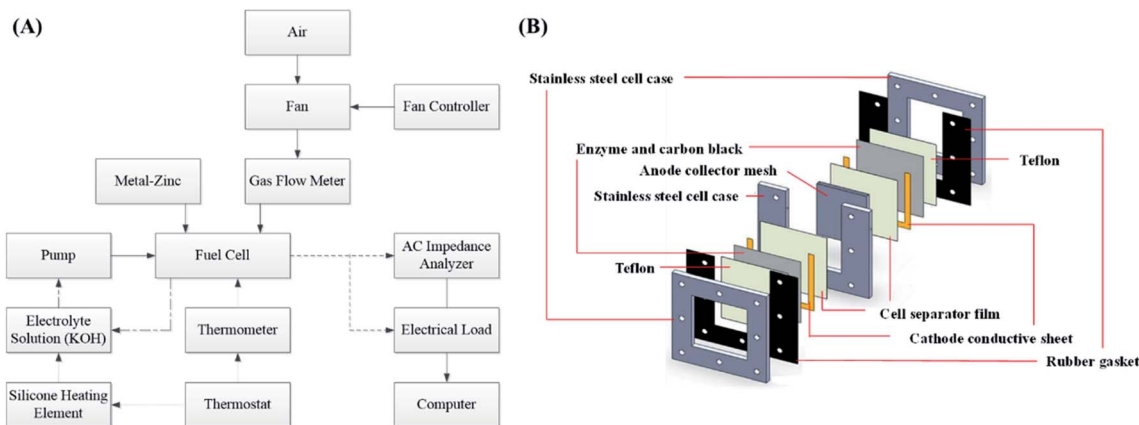 (A)
Air
Fan
Fan Controller
Metal-Zinc
Gas Flow Meter
Pump
Fuel Cell
AC Impedance
Analyzer
Electrolyte
Solution (KOH)
Thermometer
Electrical Load
Silicone Heating
Element
Thermostat
Computer
(B)
Stainless steel cell case
Enzyme and carbon black
Anode collector mesh
Stainless steel cell case
Teflon
Teflon
Cell separator film
Cathode conductive sheet
Rubber gasket